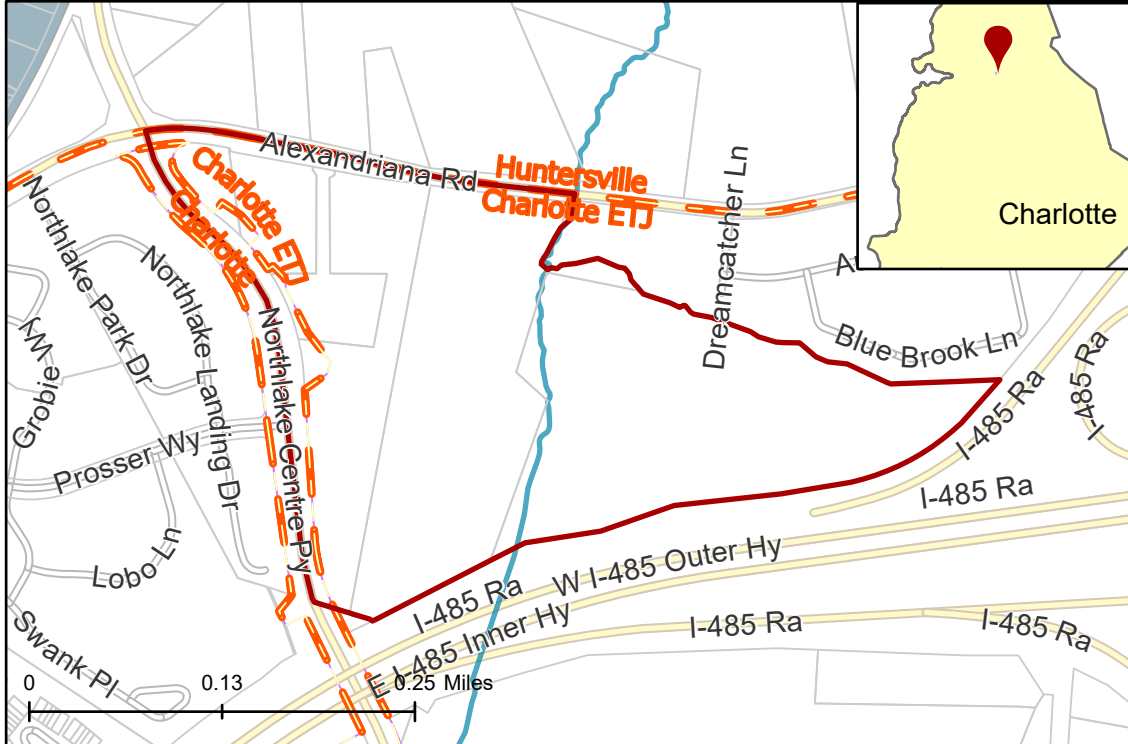 Charlotte
Alexandriana Rd
Huntersville
Charlotte ETJ
Charlotte ETJ
Charlotte
Dreamcatcher Ln
Northlake Park Dr
Northlake Landing Dr
Northlake Centre Py
Blue Brook Ln
Grobie Wy
Prosser Wy
Lobo Ln
Swank Pl
I-485 Ra
I-485 Ra
I-485 Ra
I-485 Ra
W I-485 Outer Hy
E I-485 Inner Hy
I-485 Ra
I-485 Ra
0 0.13 0.25 Miles